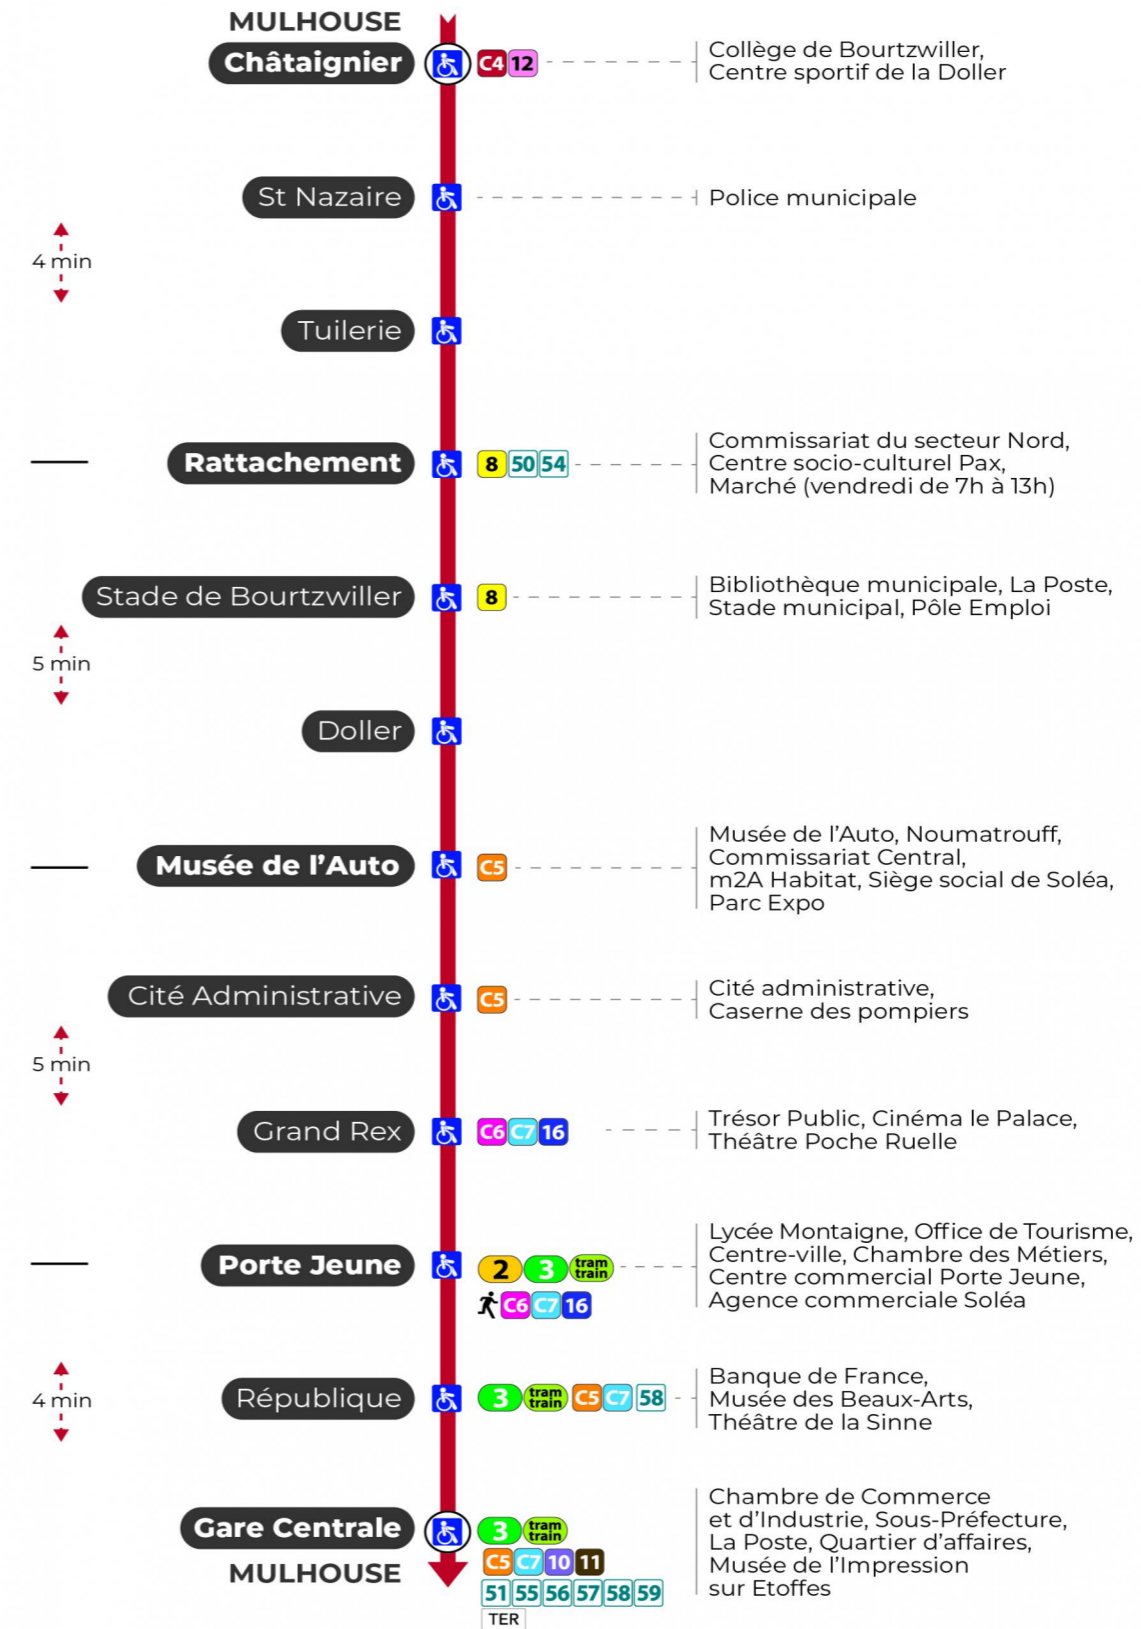 MULHOUSE
Châtaignier C4 12
Collège de Bourtzwiller,
Centre sportif de la Doller
St Nazaire
Police municipale
4 min
Tuilerie
Rattachement 8 50 54
Commissariat du secteur Nord,
Centre socio-culturel Pax,
Marché (vendredi de 7h à 13h)
Stade de Bourtzwiller 8
Bibliothèque municipale, La Poste,
Stade municipal, Pôle Emploi
5 min
Doller
Musée de l'Auto C5
Musée de l'Auto, Noumatrouff,
Commissariat Central,
m2A Habitat, Siège social de Soléa,
Parc Expo
Cité Administrative C5
Cité administrative,
Caserne des pompiers
5 min
Grand Rex C6 C7 16
Trésor Public, Cinéma le Palace,
Théâtre Poche Ruelle
Porte Jeune 2 3 tram train
C6 C7 16
Lycée Montaigne, Office de Tourisme,
Centre-ville, Chambre des Métiers,
Centre commercial Porte Jeune,
Agence commerciale Soléa
4 min
République 3 tram train C5 C7 58
Banque de France,
Musée des Beaux-Arts,
Théâtre de la Sinne
Gare Centrale 3 tram train
MULHOUSE
C5 C7 10 11
51 55 56 57 58 59
TER
Chambre de Commerce
et d'Industrie, Sous-Préfecture,
La Poste, Quartier d'affaires,
Musée de l'Impression
sur Etoffes